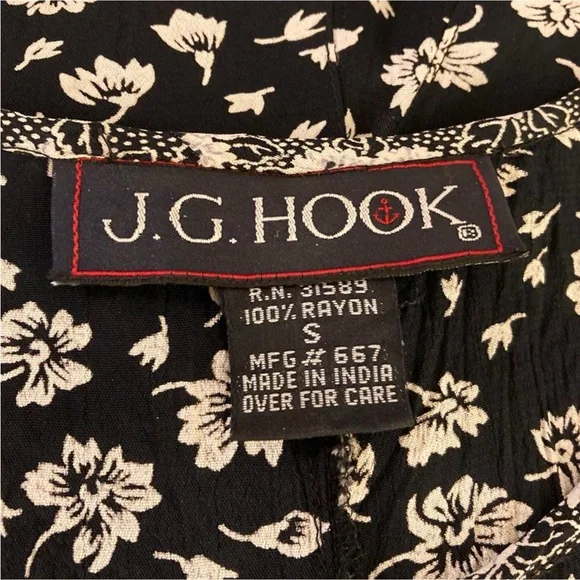 J.G. HOOK ®
R.N. 31589
100% RAYON
S
MFG # 667
MADE IN INDIA
OVER FOR CARE